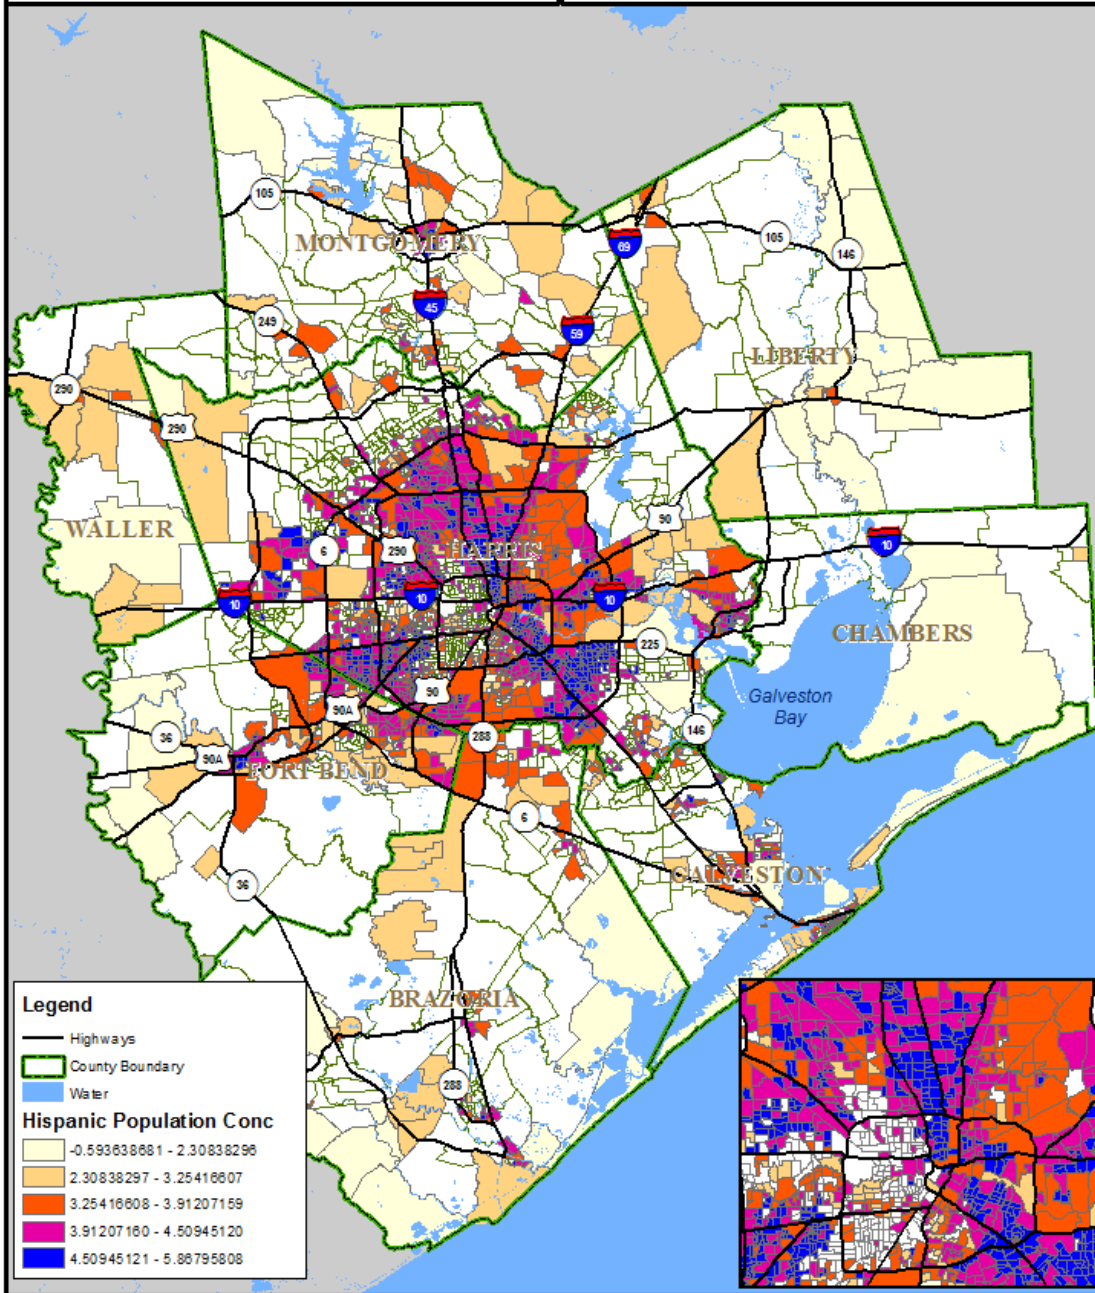 105
MONTGOMERY
69
105
146
45
249
59
LIBERTY
290
290
WALLER
90
6
290
HARRIS
10
10
10
10
225
CHAMBERS
90
Galveston
Bay
90A
36
288
146
90A
FORT BEND
6
GALVESTON
36
BRAZORIA
288
Legend
Highways
County Boundary
Water
Hispanic Population Conc
-0.593638681 - 2.30838296
2.30838297 - 3.25416607
3.25416608 - 3.91207159
3.91207160 - 4.50945120
4.50945121 - 5.86795808